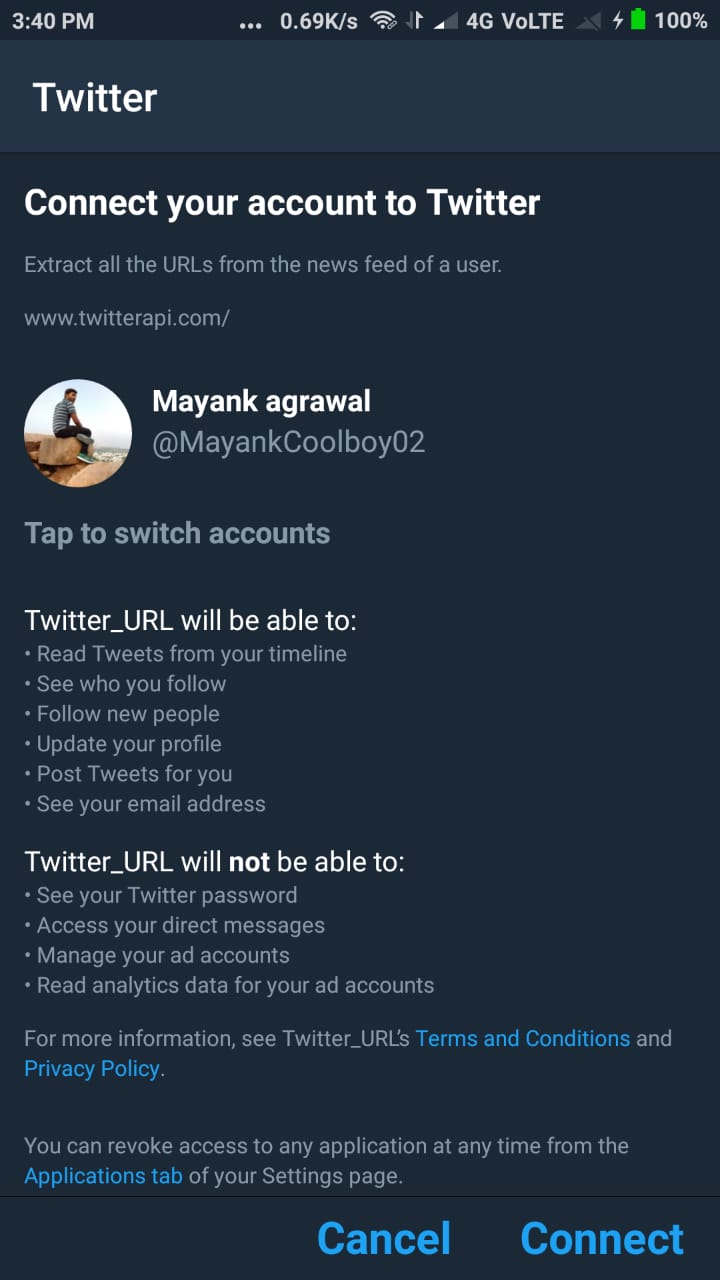 3:40 PM ... 0.69K/s 4G VoLTE 100%
Twitter
Connect your account to Twitter
Extract all the URLs from the news feed of a user.
www.twitterapi.com/
Mayank agrawal
@MayankCoolboy02
Tap to switch accounts
Twitter_URL will be able to:
• Read Tweets from your timeline
• See who you follow
• Follow new people
• Update your profile
• Post Tweets for you
• See your email address
Twitter_URL will not be able to:
• See your Twitter password
• Access your direct messages
• Manage your ad accounts
• Read analytics data for your ad accounts
For more information, see Twitter_URL's Terms and Conditions and
Privacy Policy.
You can revoke access to any application at any time from the
Applications tab of your Settings page.
Cancel Connect